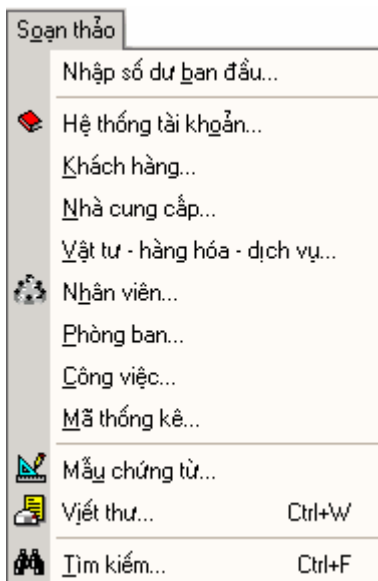 Soạn thảo
Nhập số dư ban đầu...
Hệ thống tài khoản...
Khách hàng...
Nhà cung cấp...
Vật tư - hàng hóa - dịch vụ...
Nhân viên...
Phòng ban...
Công việc...
Mã thống kê...
Mẫu chứng từ...
Viết thư... Ctrl+W
Tìm kiếm... Ctrl+F